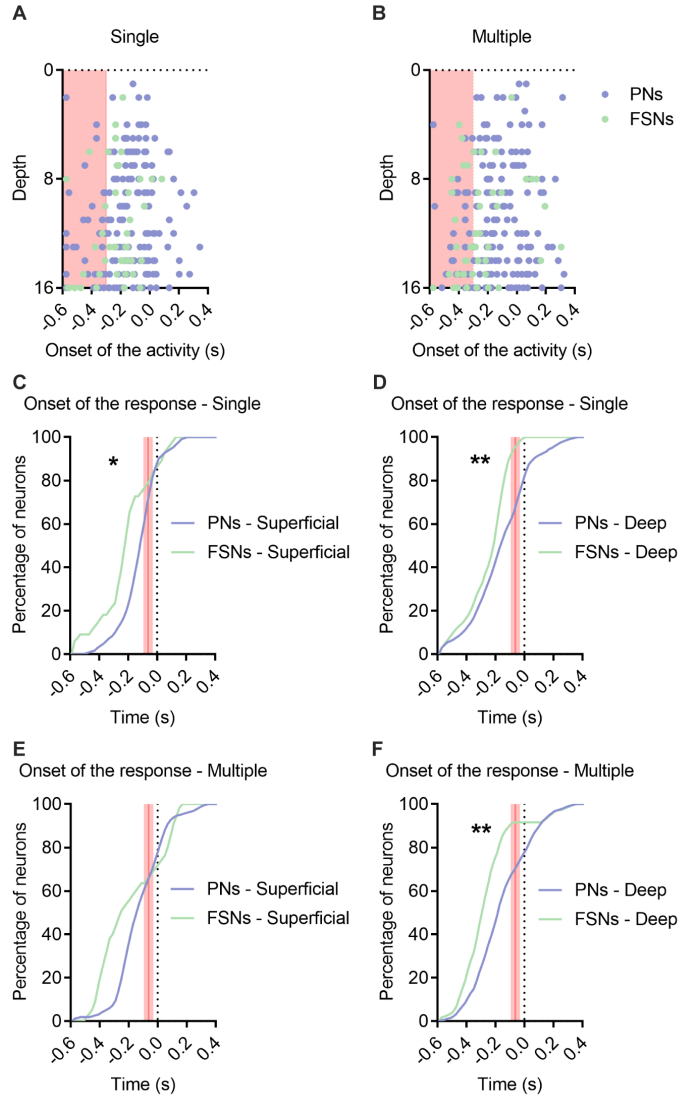 A
Single
0
8
16
Depth
-0.6
-0.4
-0.2
0.0
0.2
0.4
Onset of the activity (s)
B
Multiple
0
8
16
Depth
-0.6
-0.4
-0.2
0.0
0.2
0.4
Onset of the activity (s)
PNs
FSNs
C
Onset of the response - Single
100
80
60
40
20
0
Percentage of neurons
*
PNs - Superficial
FSNs - Superficial
-0.6
-0.4
-0.2
0.0
0.2
0.4
Time (s)
D
Onset of the response - Single
100
80
60
40
20
0
Percentage of neurons
**
PNs - Deep
FSNs - Deep
-0.6
-0.4
-0.2
0.0
0.2
0.4
Time (s)
E
Onset of the response - Multiple
100
80
60
40
20
0
Percentage of neurons
PNs - Superficial
FSNs - Superficial
-0.6
-0.4
-0.2
0.0
0.2
0.4
Time (s)
F
Onset of the response - Multiple
100
80
60
40
20
0
Percentage of neurons
**
PNs - Deep
FSNs - Deep
-0.6
-0.4
-0.2
0.0
0.2
0.4
Time (s)